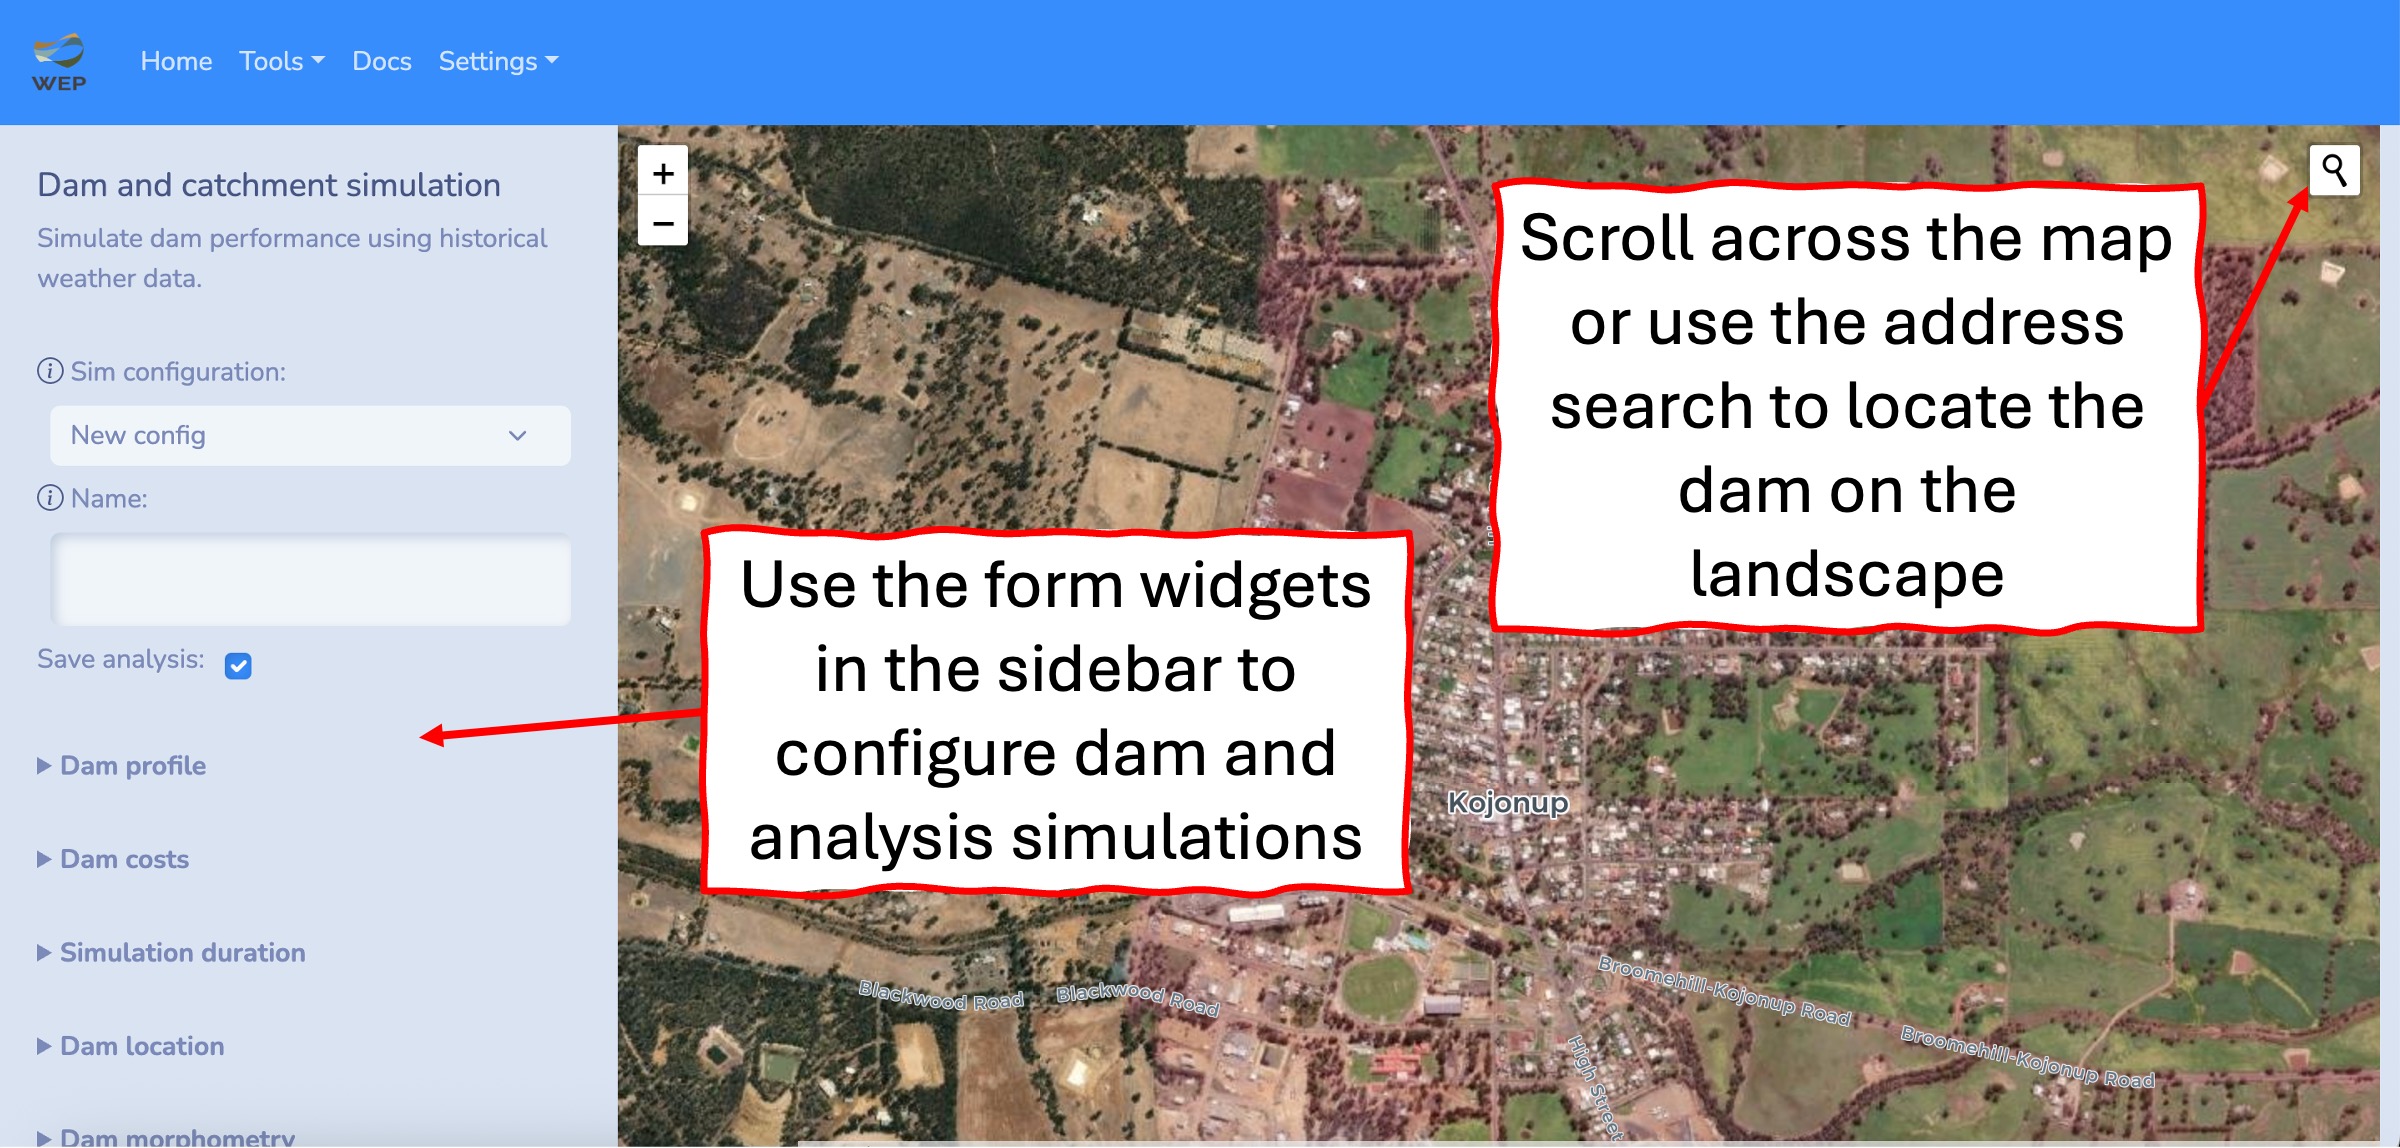 WEP
Home Tools Docs Settings
Dam and catchment simulation
Simulate dam performance using historical
weather data.
Sim configuration:
New config
Name:
Save analysis:
Dam profile
Dam costs
Simulation duration
Dam location
Dam morphometry
+
−
Scroll across the map
or use the address
search to locate the
dam on the
landscape
Use the form widgets
in the sidebar to
configure dam and
analysis simulations
Kojonup
Blackwood Road
Blackwood Road
Broomehill-Kojonup Road
Broomehill-Kojonup Road
High Street